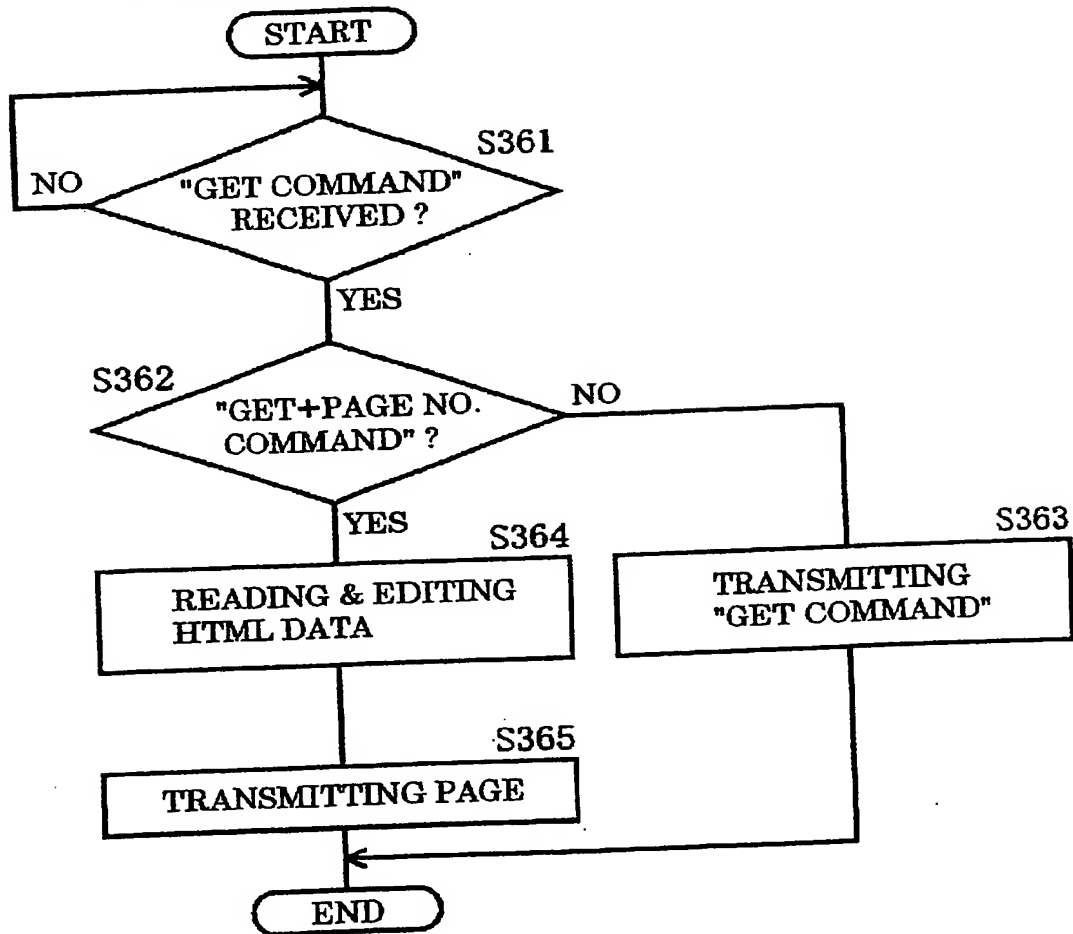 START
S361
NO
"GET COMMAND"
RECEIVED ?
YES
S362
"GET+PAGE NO.
COMMAND" ?
NO
YES
S364
READING & EDITING
HTML DATA
S363
TRANSMITTING
"GET COMMAND"
S365
TRANSMITTING PAGE
END